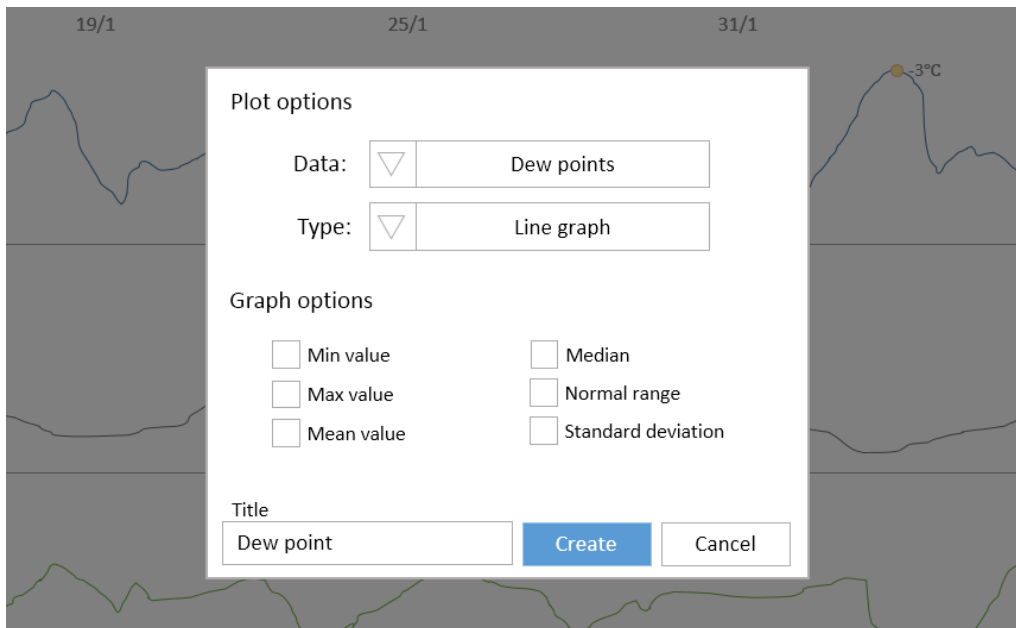 19/1 25/1 31/1
-3°C
Plot options
Data: Dew points
Type: Line graph
Graph options
Min value Median
Max value Normal range
Mean value Standard deviation
Title
Dew point Create Cancel